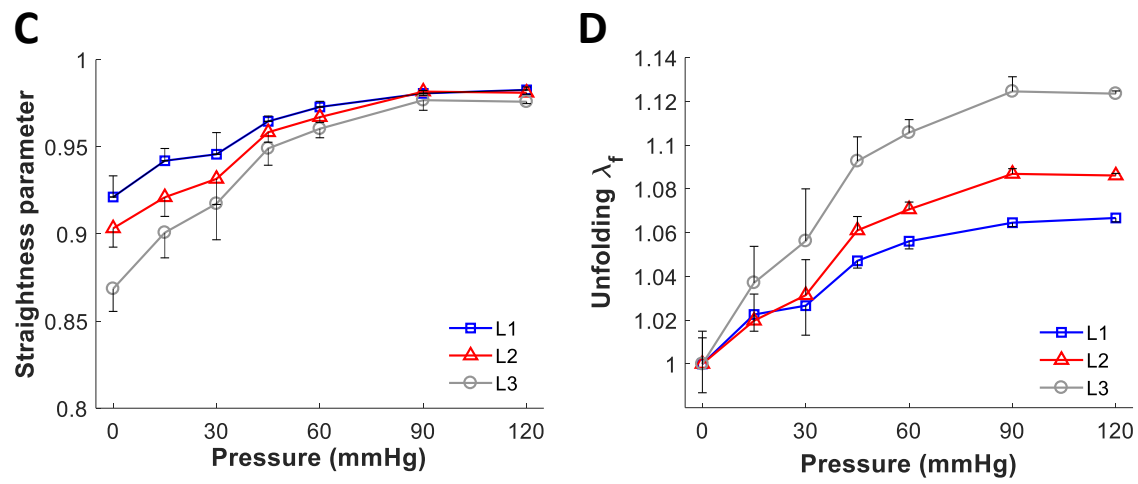 C
Straightness parameter
1
0.95
0.9
0.85
0.8
0 30 60 90 120
Pressure (mmHg)
L1
L2
L3
D
Unfolding λf
1.14
1.12
1.1
1.08
1.06
1.04
1.02
1
0 30 60 90 120
Pressure (mmHg)
L1
L2
L3